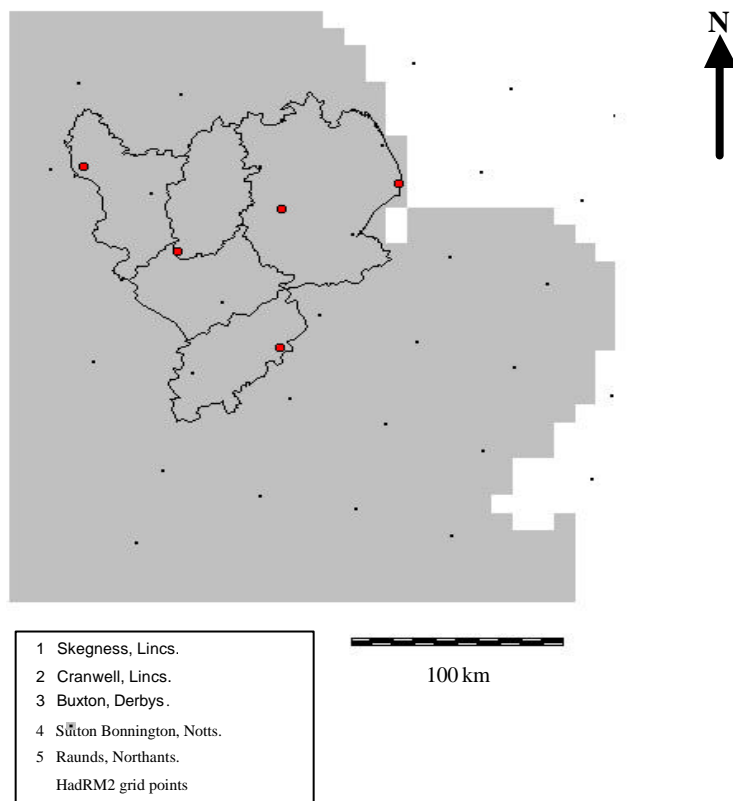 N
100 km
1 Skegness, Lincs.
2 Cranwell, Lincs.
3 Buxton, Derbys.
4 Sutton Bonnington, Notts.
5 Raunds, Northants.
HadRM2 grid points